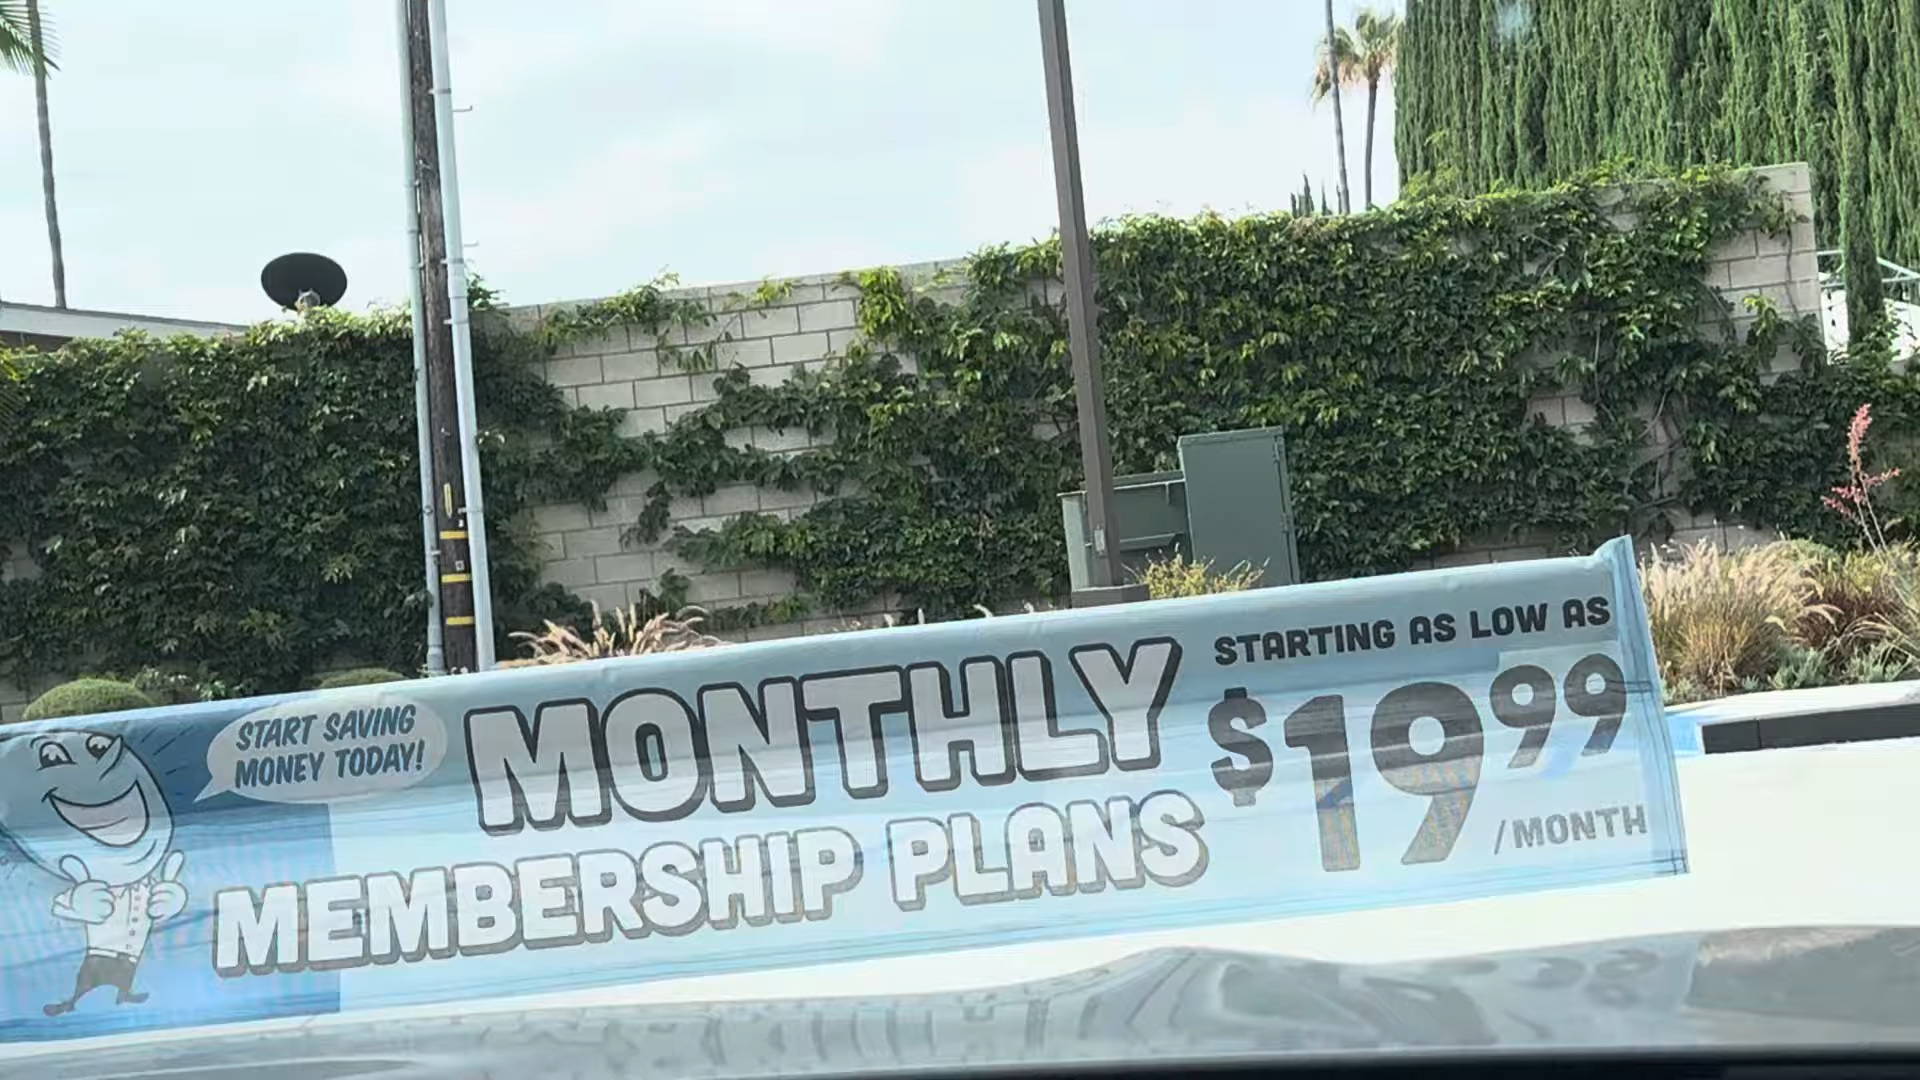 START SAVING
MONEY TODAY!
MONTHLY
MEMBERSHIP PLANS
STARTING AS LOW AS
$19.99
/MONTH